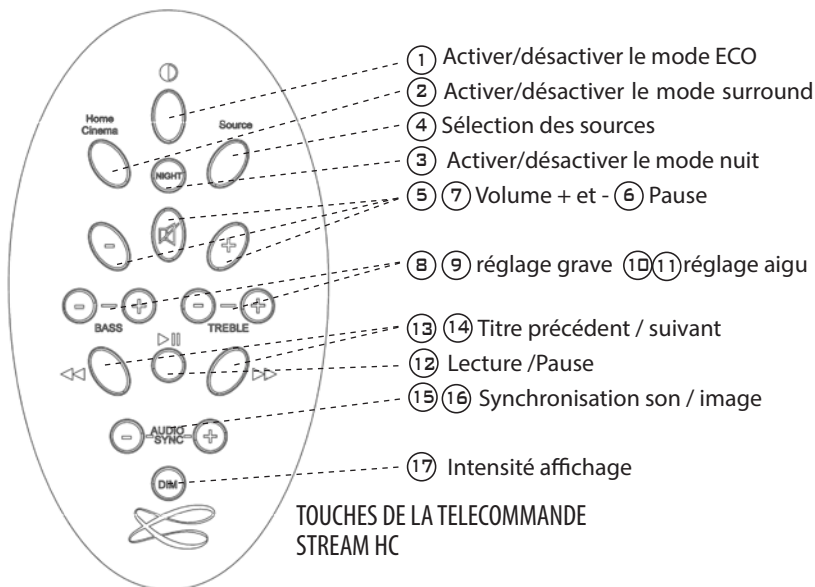 ① Activer/désactiver le mode ECO
② Activer/désactiver le mode surround
Home
Cinema
Source
④ Sélection des sources
③ Activer/désactiver le mode nuit
NIGHT
⑤ ⑦ Volume + et - ⑥ Pause
- +
⑧ ⑨ réglage grave ⑩⑪ réglage aigu
- + - +
BASS TREBLE
⑬ ⑭ Titre précédent / suivant
⑫ Lecture /Pause
⑮⑯ Synchronisation son / image
- AUDIO +
SYNC
⑰ Intensité affichage
DIM
TOUCHES DE LA TELECOMMANDE
STREAM HC